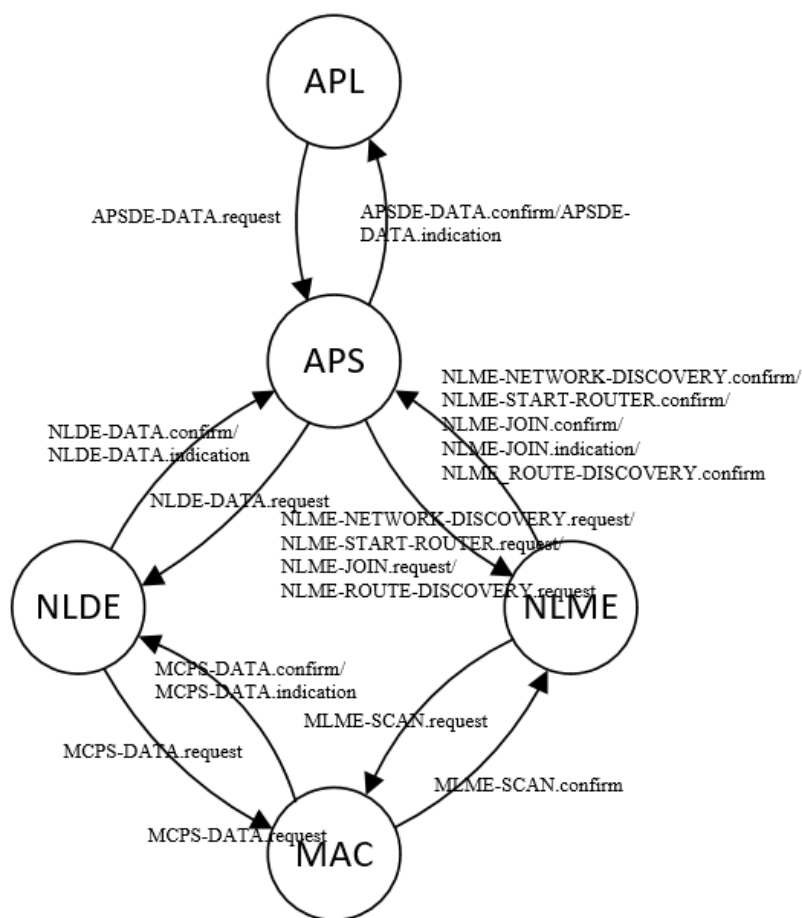 APL
APSDE-DATA.request
APSDE-DATA.confirm/APSDE-
DATA.indication
APS
NLME-NETWORK-DISCOVERY.confirm/
NLME-START-ROUTER.confirm/
NLME-JOIN.confirm/
NLME-JOIN.indication/
NLME_ROUTE-DISCOVERY.confirm
NLDE-DATA.confirm/
NLDE-DATA.indication
NLDE-DATA.request
NLME-NETWORK-DISCOVERY.request/
NLME-START-ROUTER.request/
NLME-JOIN.request/
NLME-ROUTE-DISCOVERY.request
NLDE
NLME
MCPS-DATA.confirm/
MCPS-DATA.indication
MLME-SCAN.request
MCPS-DATA.request
MLME-SCAN.confirm
MCPS-DATA.request
MAC